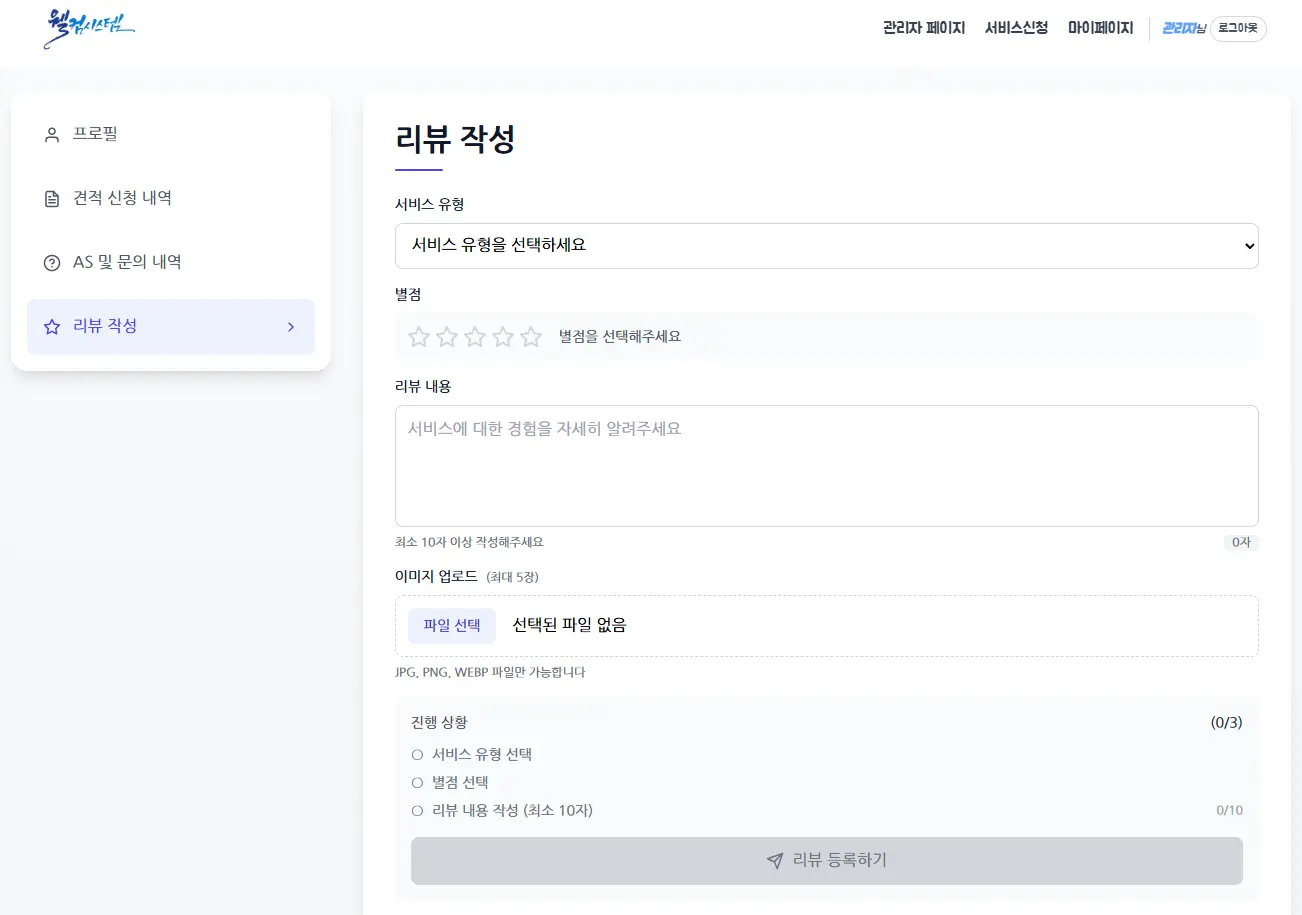 웰컴시스템
관리자 페이지 서비스신청 마이페이지 관리자님 로그아웃
프로필
견적 신청 내역
AS 및 문의 내역
리뷰 작성
리뷰 작성
서비스 유형
서비스 유형을 선택하세요
별점
별점을 선택해주세요
리뷰 내용
서비스에 대한 경험을 자세히 알려주세요
최소 10자 이상 작성해주세요 0자
이미지 업로드 (최대 5장)
파일 선택 선택된 파일 없음
JPG, PNG, WEBP 파일만 가능합니다
진행 상황 (0/3)
서비스 유형 선택
별점 선택
리뷰 내용 작성 (최소 10자) 0/10
리뷰 등록하기